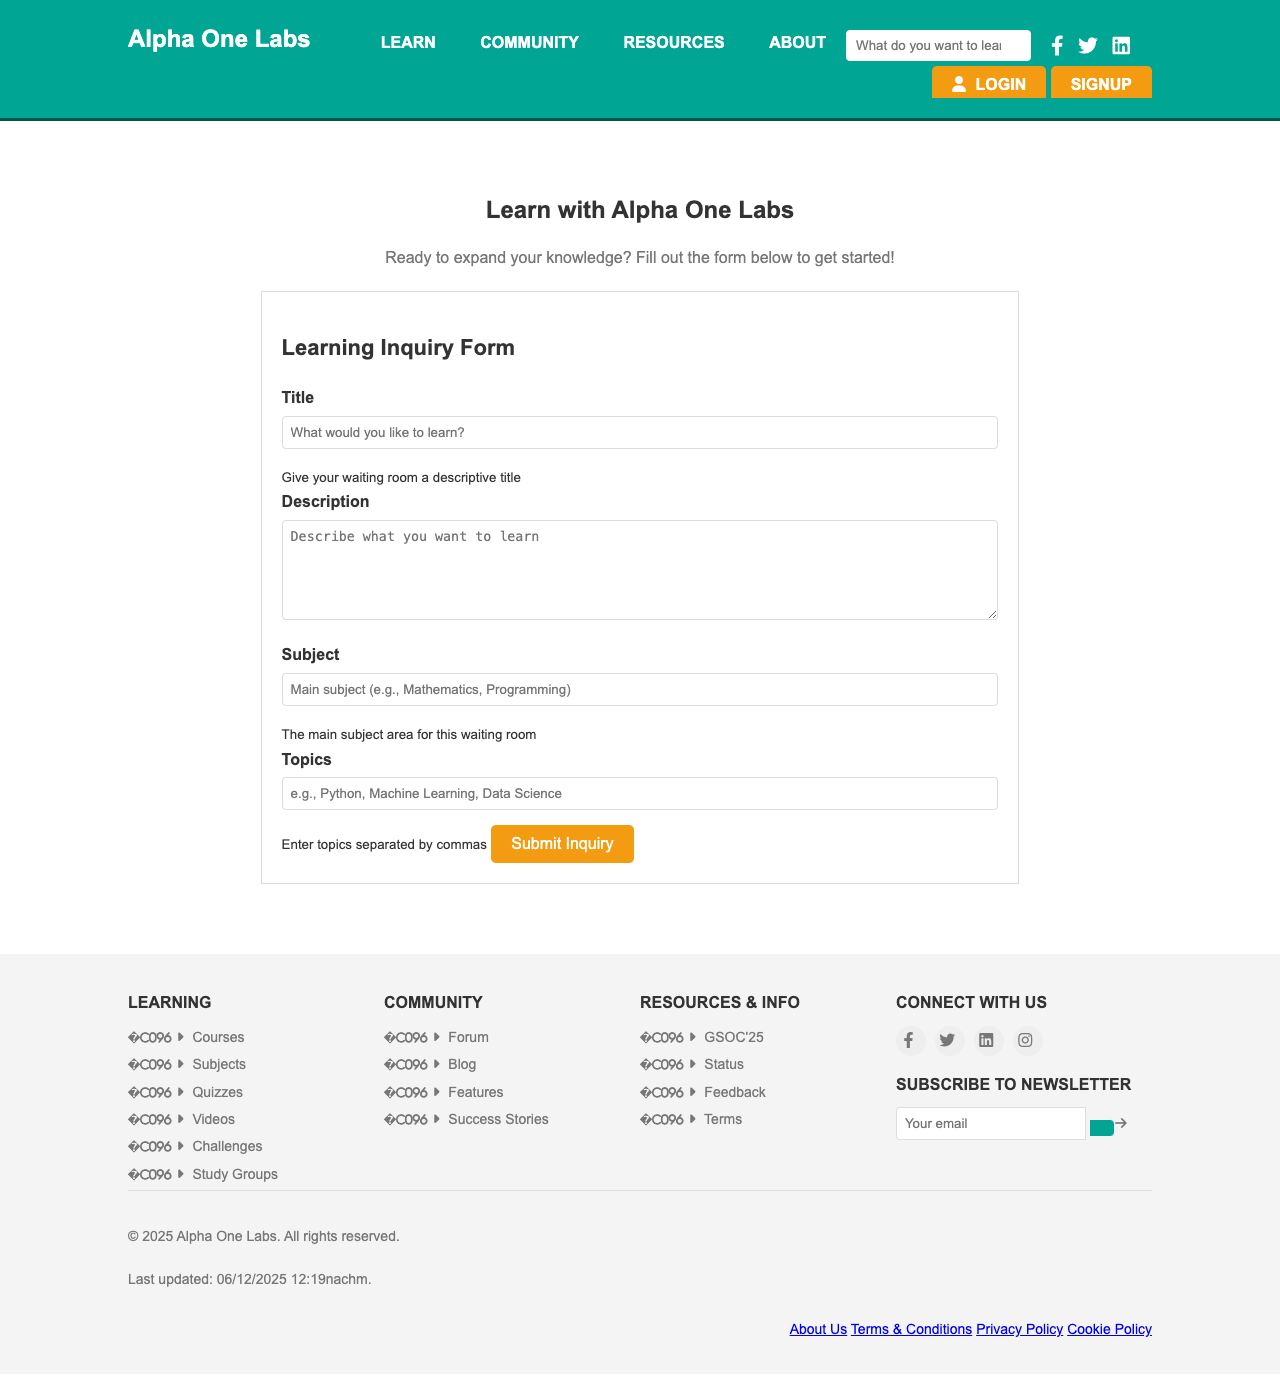 Alpha One Labs
LEARN COMMUNITY RESOURCES ABOUT What do you want to lear
LOGIN SIGNUP
Learn with Alpha One Labs
Ready to expand your knowledge? Fill out the form below to get started!
Learning Inquiry Form
Title
What would you like to learn?
Give your waiting room a descriptive title
Description
Describe what you want to learn
Subject
Main subject (e.g., Mathematics, Programming)
The main subject area for this waiting room
Topics
e.g., Python, Machine Learning, Data Science
Enter topics separated by commas Submit Inquiry
LEARNING
�C096 Courses
�C096 Subjects
�C096 Quizzes
�C096 Videos
�C096 Challenges
�C096 Study Groups
COMMUNITY
�C096 Forum
�C096 Blog
�C096 Features
�C096 Success Stories
RESOURCES & INFO
�C096 GSOC'25
�C096 Status
�C096 Feedback
�C096 Terms
CONNECT WITH US
SUBSCRIBE TO NEWSLETTER
Your email
© 2025 Alpha One Labs. All rights reserved.
Last updated: 06/12/2025 12:19nachm.
About Us Terms & Conditions Privacy Policy Cookie Policy